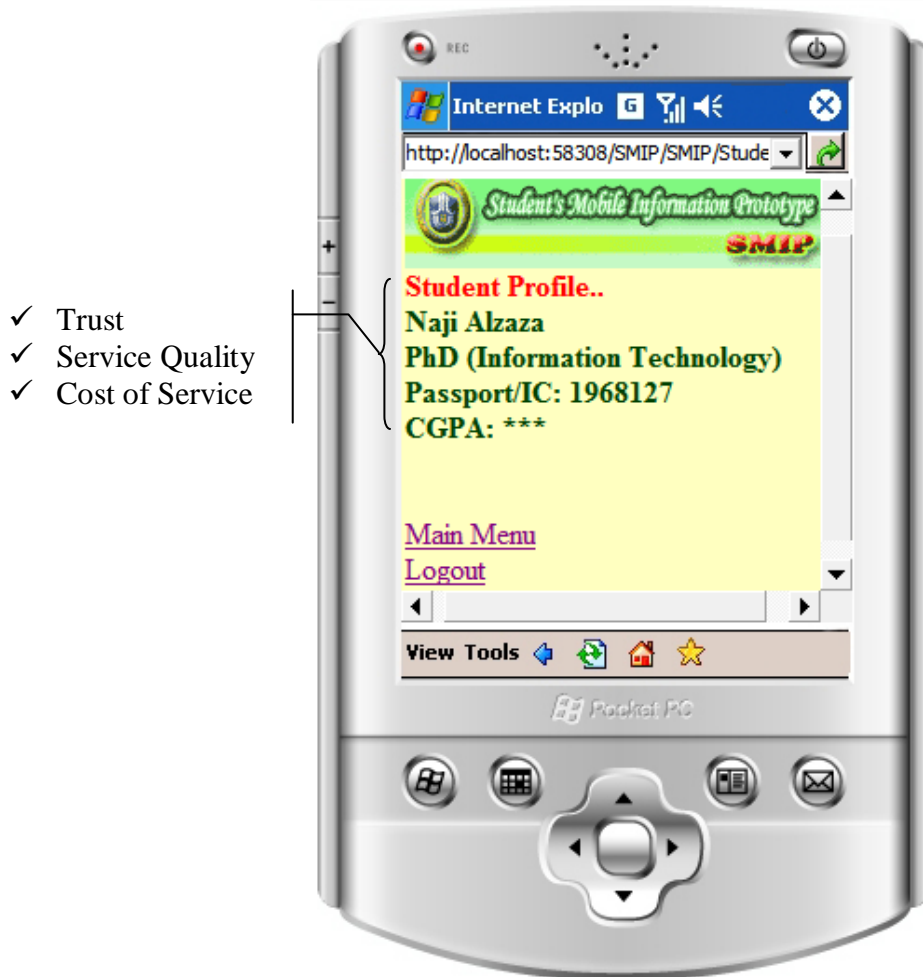 REC
Internet Explo G
http://localhost:58308/SMIP/SMIP/Stude
Student's Mobile Information Prototype
SMIP
+
−
✓ Trust
✓ Service Quality
✓ Cost of Service
Student Profile..
Naji Alzaza
PhD (Information Technology)
Passport/IC: 1968127
CGPA: ***
Main Menu
Logout
View Tools
Pocket PC